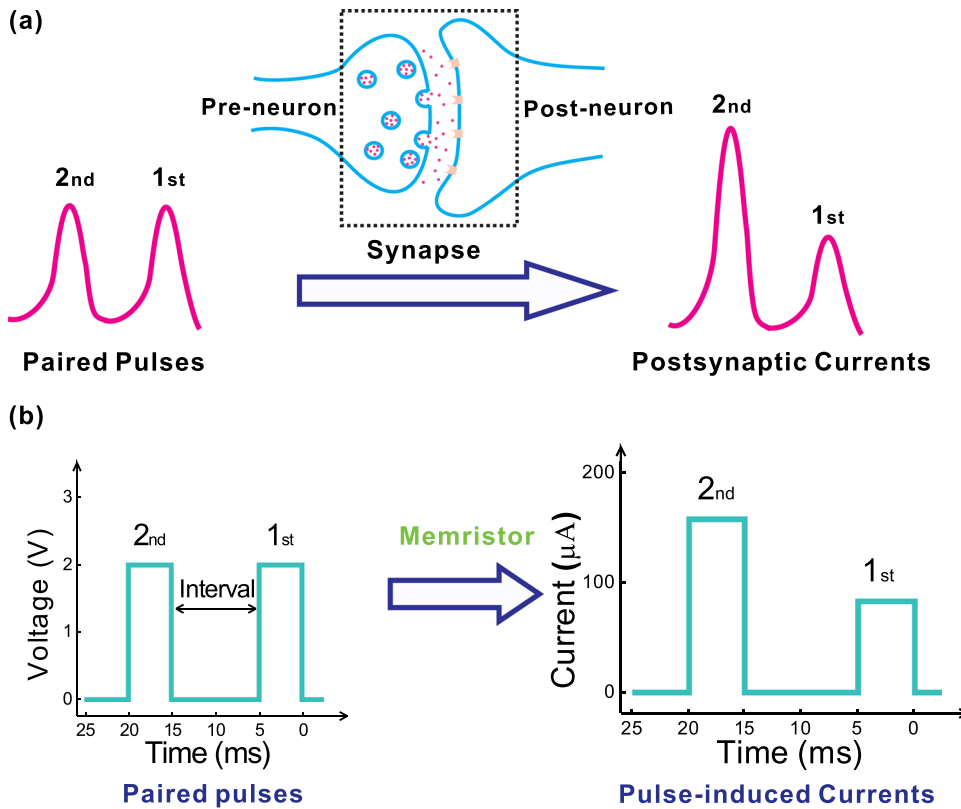 (a)
Pre-neuron
Post-neuron
2nd
1st
2nd
1st
Synapse
Paired Pulses
Postsynaptic Currents
(b)
Voltage (V)
3
2
1
0
2nd
1st
Interval
25 20 15 10 5 0
Time (ms)
Paired pulses
Memristor
Current (μA)
200
100
0
2nd
1st
25 20 15 10 5 0
Time (ms)
Pulse-induced Currents